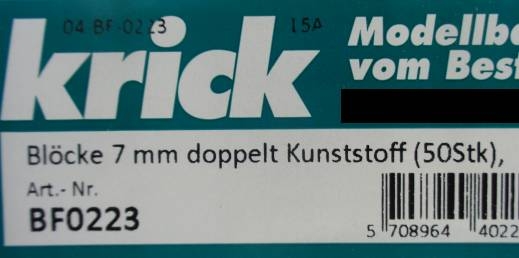 04 BF-0223 15A
krick
Modellb
vom Best
Blöcke 7 mm doppelt Kunststoff (50Stk),
Art.- Nr.
BF0223
5 708964 4022